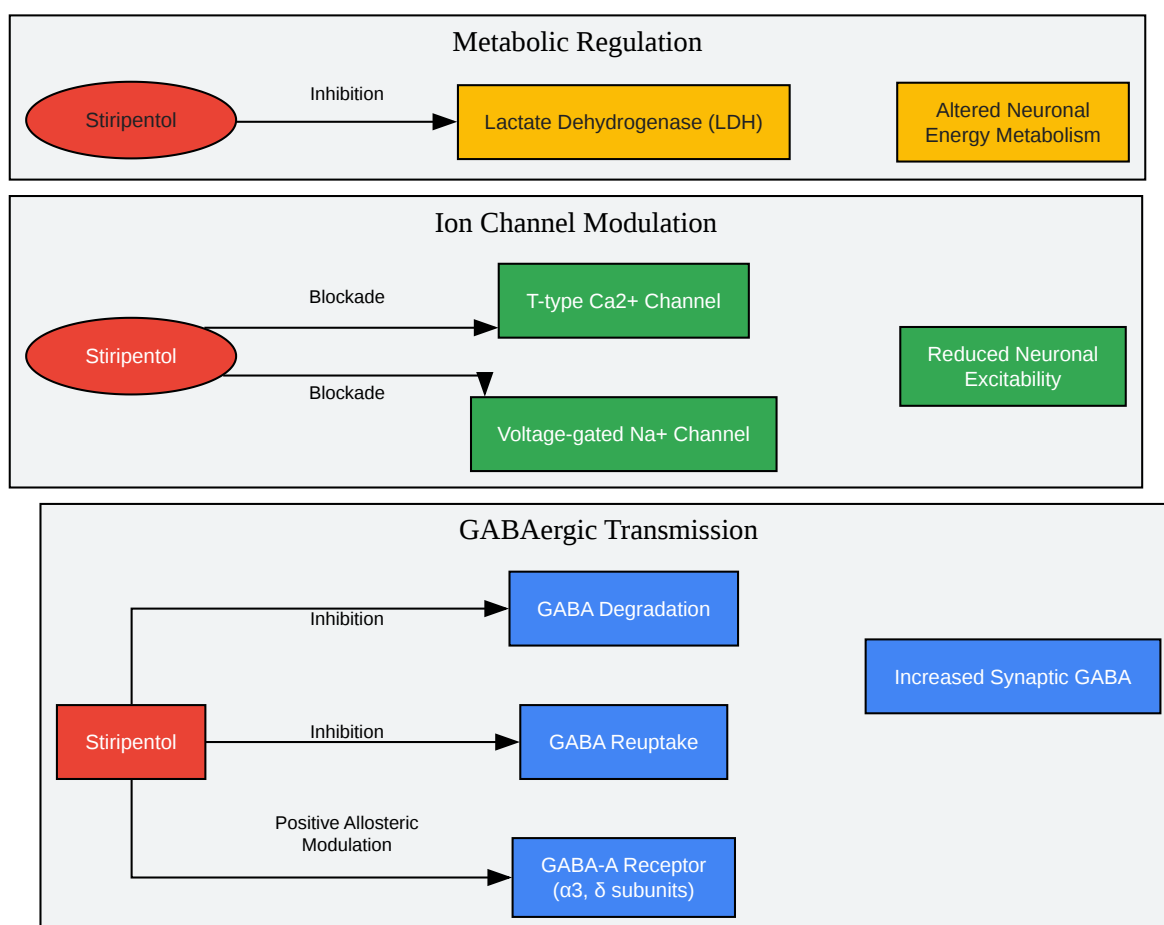 Metabolic Regulation
Inhibition
Stiripentol
Lactate Dehydrogenase (LDH)
Altered Neuronal
Energy Metabolism
Ion Channel Modulation
Blockade
T-type Ca2+ Channel
Stiripentol
Reduced Neuronal
Excitability
Blockade
Voltage-gated Na+ Channel
GABAergic Transmission
Inhibition
GABA Degradation
Increased Synaptic GABA
Stiripentol
Inhibition
GABA Reuptake
Positive Allosteric
Modulation
GABA-A Receptor
(α3, δ subunits)